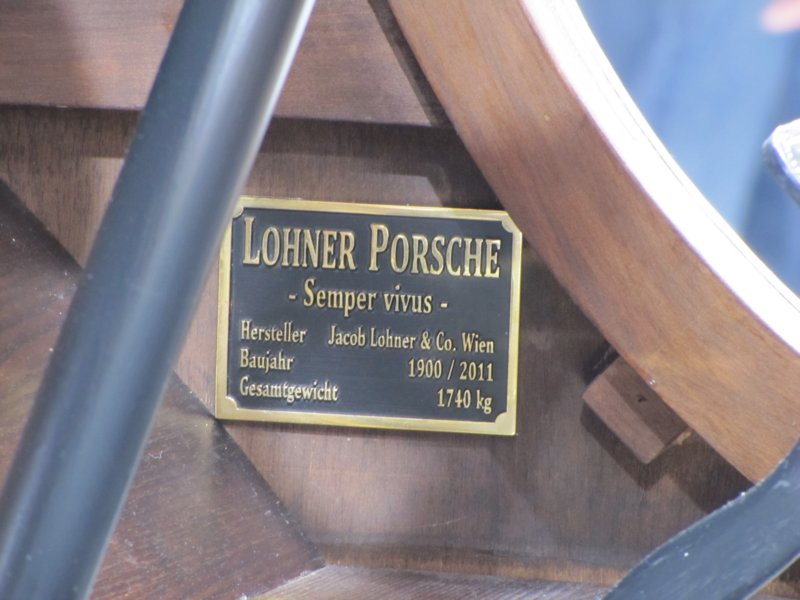 LOHNER PORSCHE
- Semper vivus -
Hersteller Jacob Lohner & Co. Wien
Baujahr 1900 / 2011
Gesamtgewicht 1740 kg